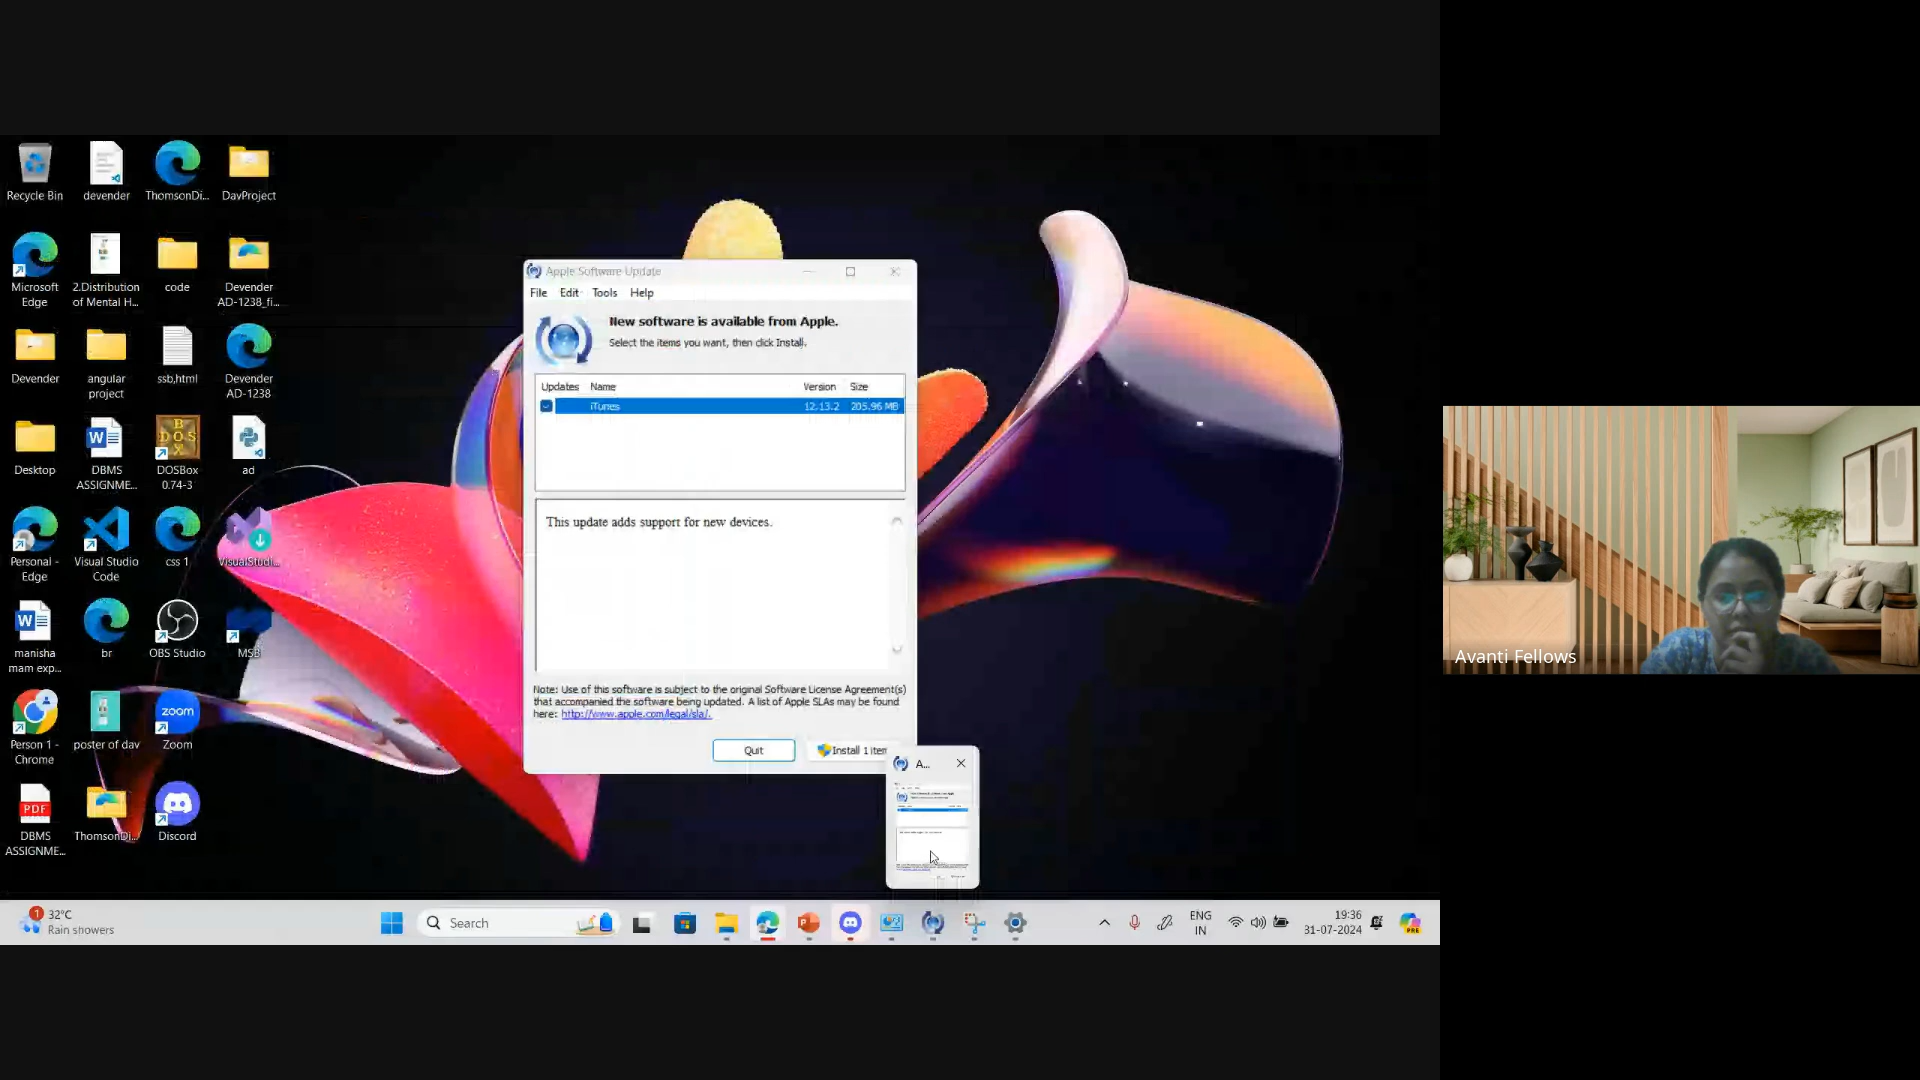 Recycle Bin
devender
ThomsonDi...
DavProject
Microsoft
Edge
2.Distribution
of Mental H...
code
Devender
AD-1238_fi...
Devender
angular
project
ssb,html
Devender
AD-1238
Desktop
DBMS
ASSIGNME...
DOSBox
0.74-3
ad
Personal -
Edge
Visual Studio
Code
css 1
VisualStudi...
manisha
mam exp...
br
OBS Studio
MSB
Person 1 -
Chrome
poster of dav
zoom
Zoom
PDF
DBMS
ASSIGNME...
ThomsonDi...
Discord
Apple Software Update
File Edit Tools Help
New software is available from Apple.
Select the items you want, then click Install.
Updates Name Version Size
iTunes 12.13.2 205.96 MB
This update adds support for new devices.
Note: Use of this software is subject to the original Software License Agreement(s)
that accompanied the software being updated. A list of Apple SLAs may be found
here: http://www.apple.com/legal/sla/.
Quit
Install 1 item
A...
1
32°C
Rain showers
Search
ENG
IN
19:36
31-07-2024
PRE
Avanti Fellows